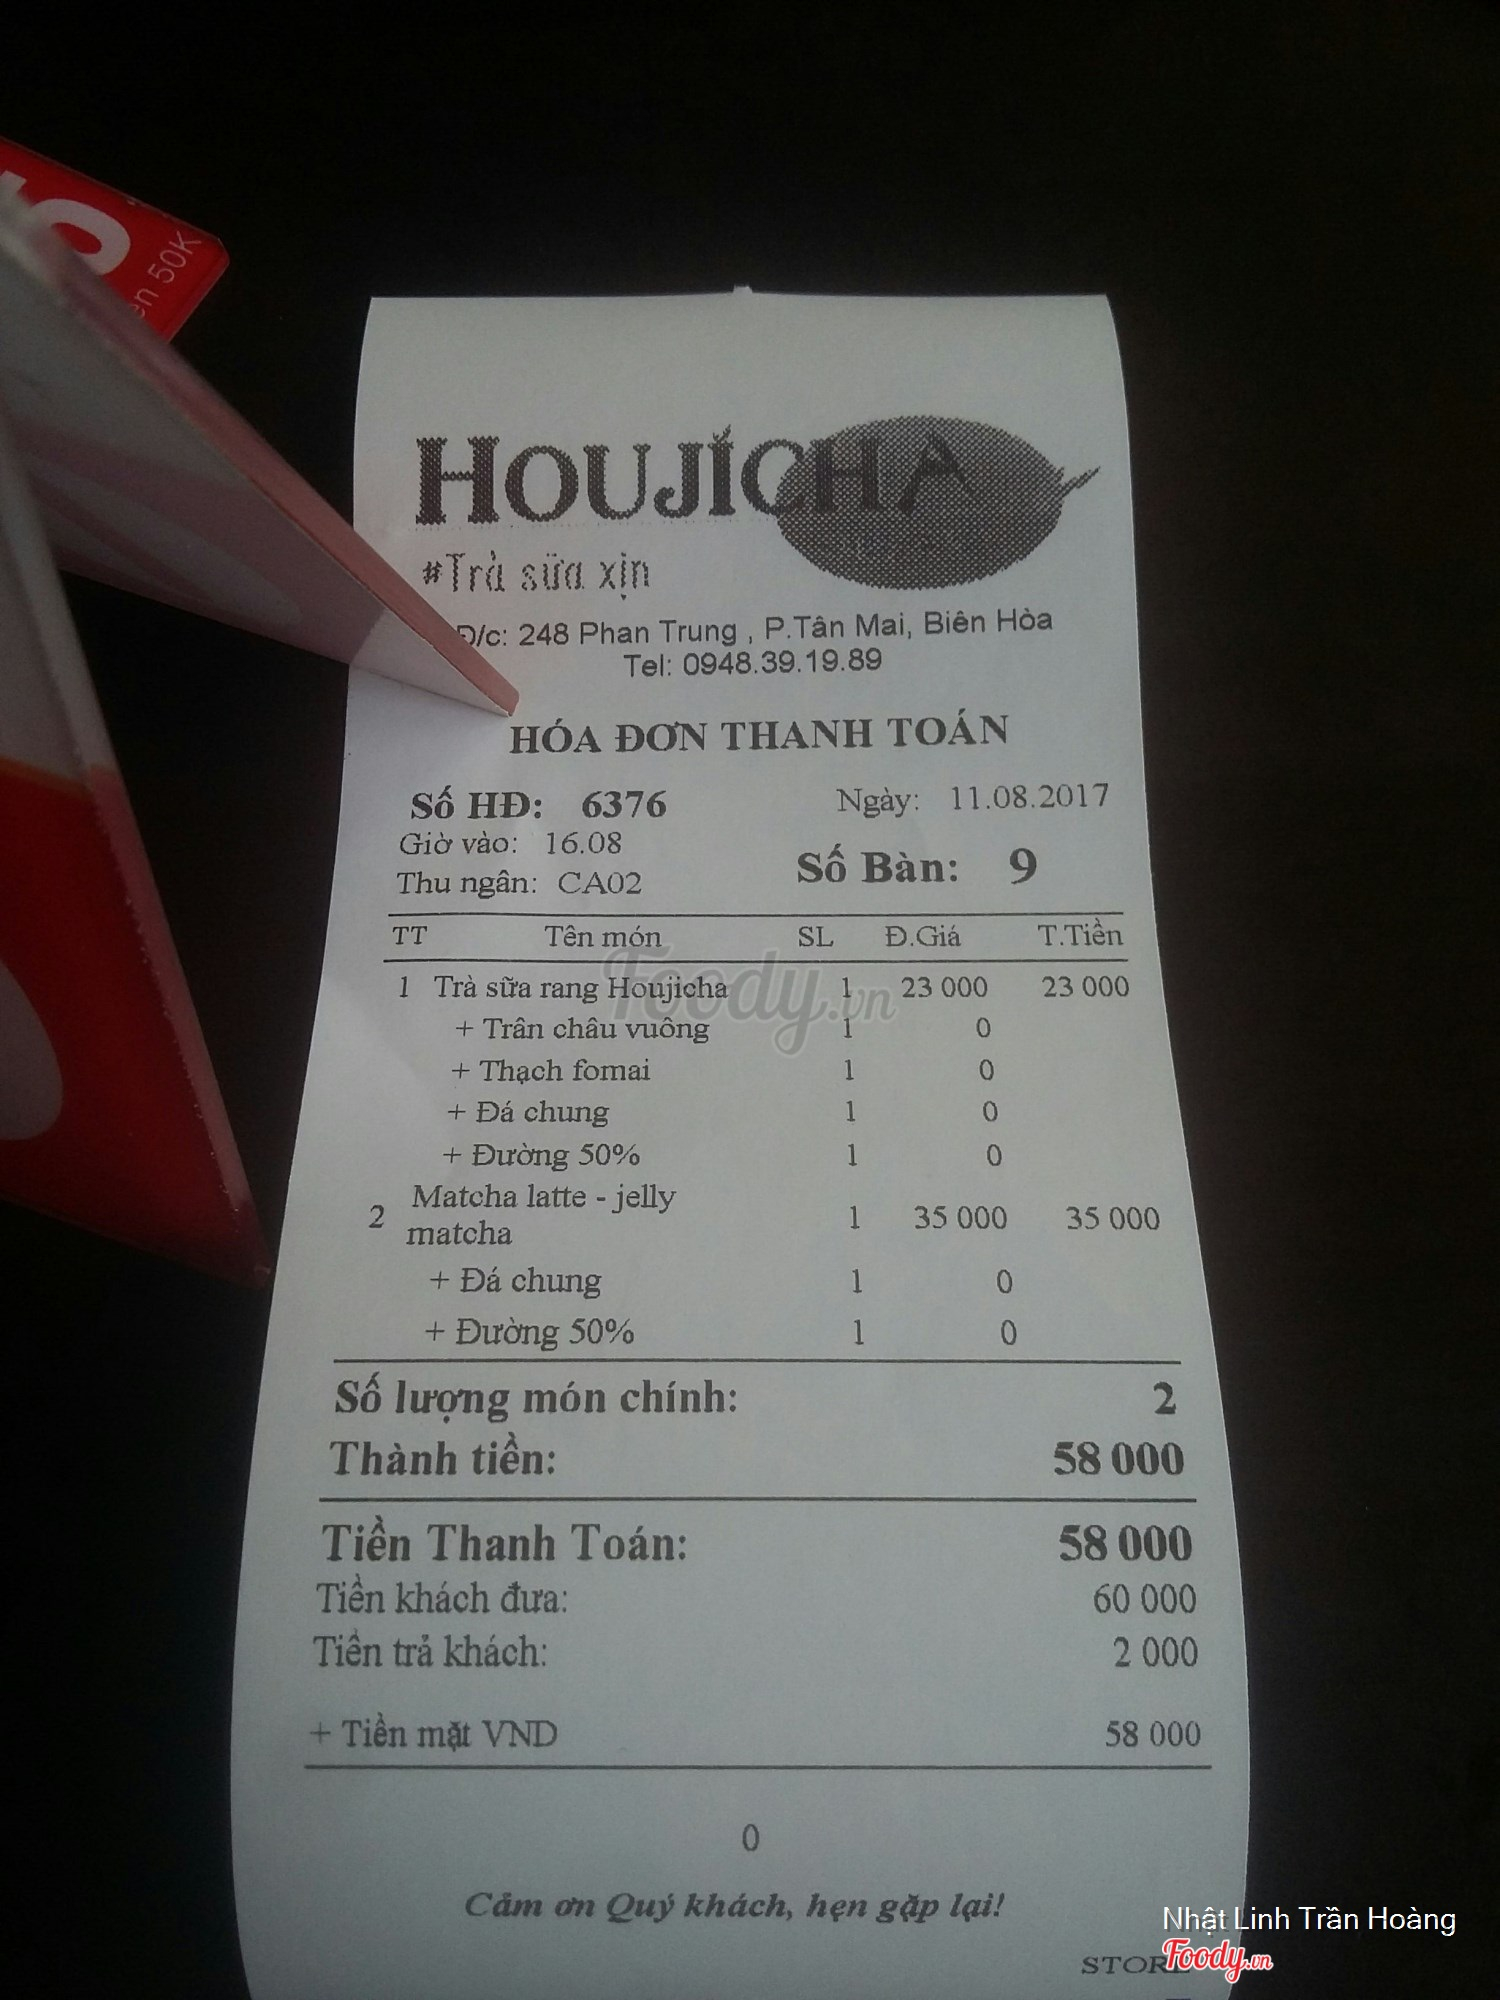 en 50K
HOUJICHA
#Trà sữa xịn
Đ/c: 248 Phan Trung , P.Tân Mai, Biên Hòa
Tel: 0948.39.19.89
HÓA ĐƠN THANH TOÁN
Số HĐ: 6376 Ngày: 11.08.2017
Giờ vào: 16.08
Thu ngân: CA02 Số Bàn: 9
TT Tên món SL Đ.Giá T.Tiền
Foody.vn
1 Trà sữa rang Houjicha 1 23 000 23 000
+ Trân châu vuông 1 0
+ Thạch fomai 1 0
+ Đá chung 1 0
+ Đường 50% 1 0
2 Matcha latte - jelly matcha 1 35 000 35 000
+ Đá chung 1 0
+ Đường 50% 1 0
Số lượng món chính: 2
Thành tiền: 58 000
Tiền Thanh Toán: 58 000
Tiền khách đưa: 60 000
Tiền trả khách: 2 000
+ Tiền mặt VND 58 000
0
Cảm ơn Quý khách, hẹn gặp lại!
Nhật Linh Trần Hoàng
STORE
Foody.vn